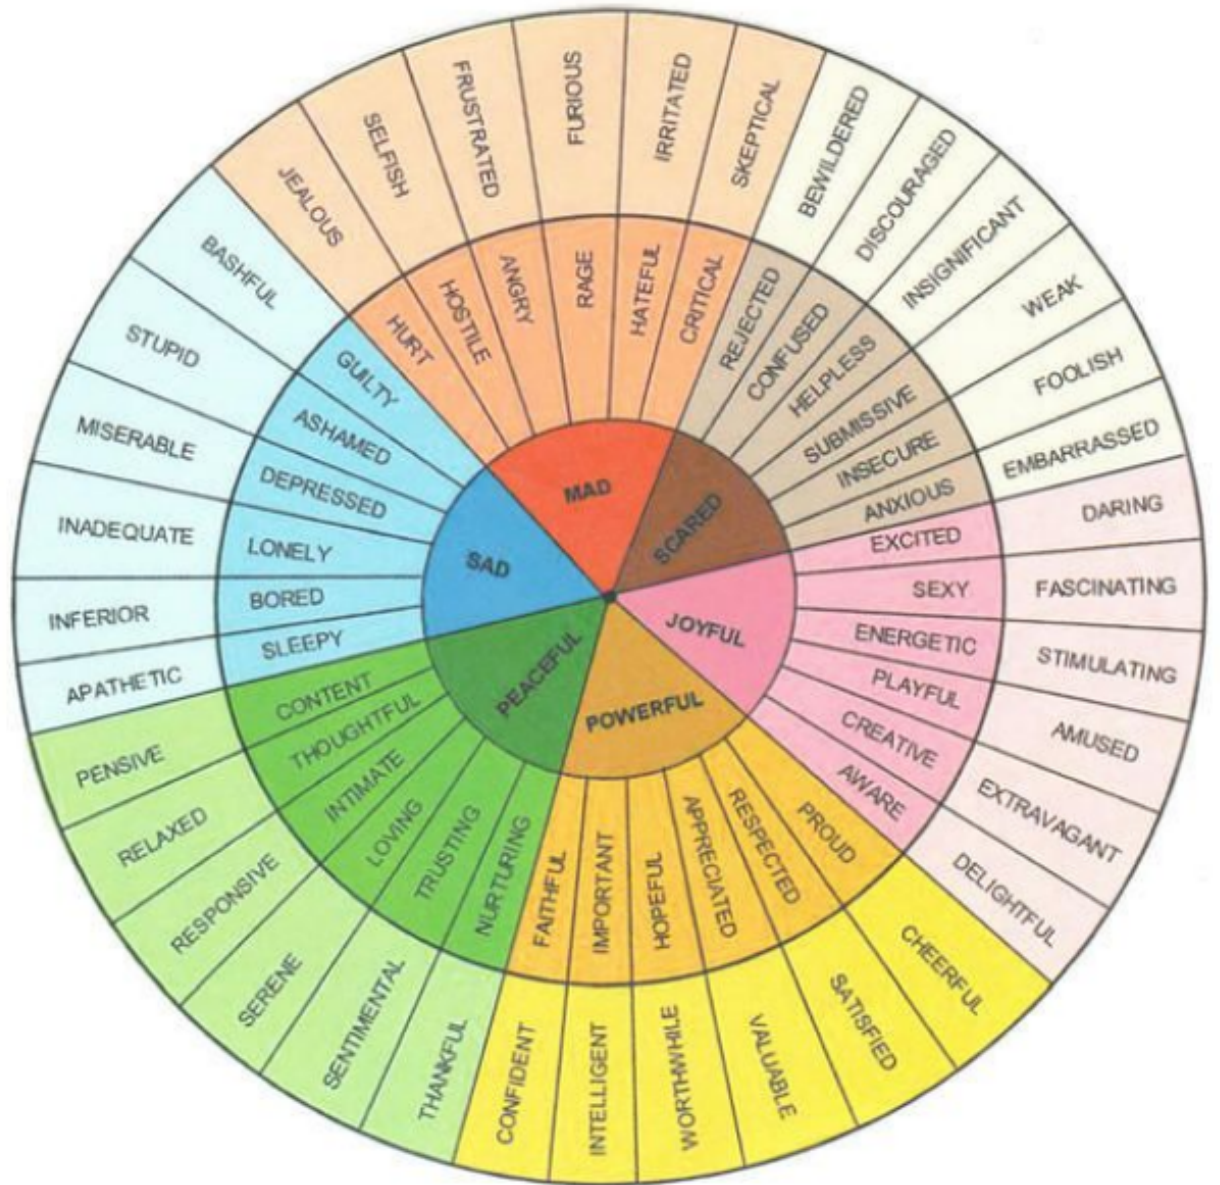 MAD
SCARED
JOYFUL
POWERFUL
PEACEFUL
SAD
HURT
HOSTILE
ANGRY
RAGE
HATEFUL
CRITICAL
REJECTED
CONFUSED
HELPLESS
SUBMISSIVE
INSECURE
ANXIOUS
EXCITED
SEXY
ENERGETIC
PLAYFUL
CREATIVE
AWARE
PROUD
RESPECTED
APPRECIATED
HOPEFUL
IMPORTANT
FAITHFUL
NURTURING
TRUSTING
LOVING
INTIMATE
THOUGHTFUL
CONTENT
SLEEPY
BORED
LONELY
DEPRESSED
ASHAMED
GUILTY
JEALOUS
SELFISH
FRUSTRATED
FURIOUS
IRRITATED
SKEPTICAL
BEWILDERED
DISCOURAGED
INSIGNIFICANT
WEAK
FOOLISH
EMBARRASSED
DARING
FASCINATING
STIMULATING
AMUSED
EXTRAVAGANT
DELIGHTFUL
CHEERFUL
SATISFIED
VALUABLE
WORTHWHILE
INTELLIGENT
CONFIDENT
THANKFUL
SENTIMENTAL
SERENE
RESPONSIVE
RELAXED
PENSIVE
APATHETIC
INFERIOR
INADEQUATE
MISERABLE
STUPID
BASHFUL